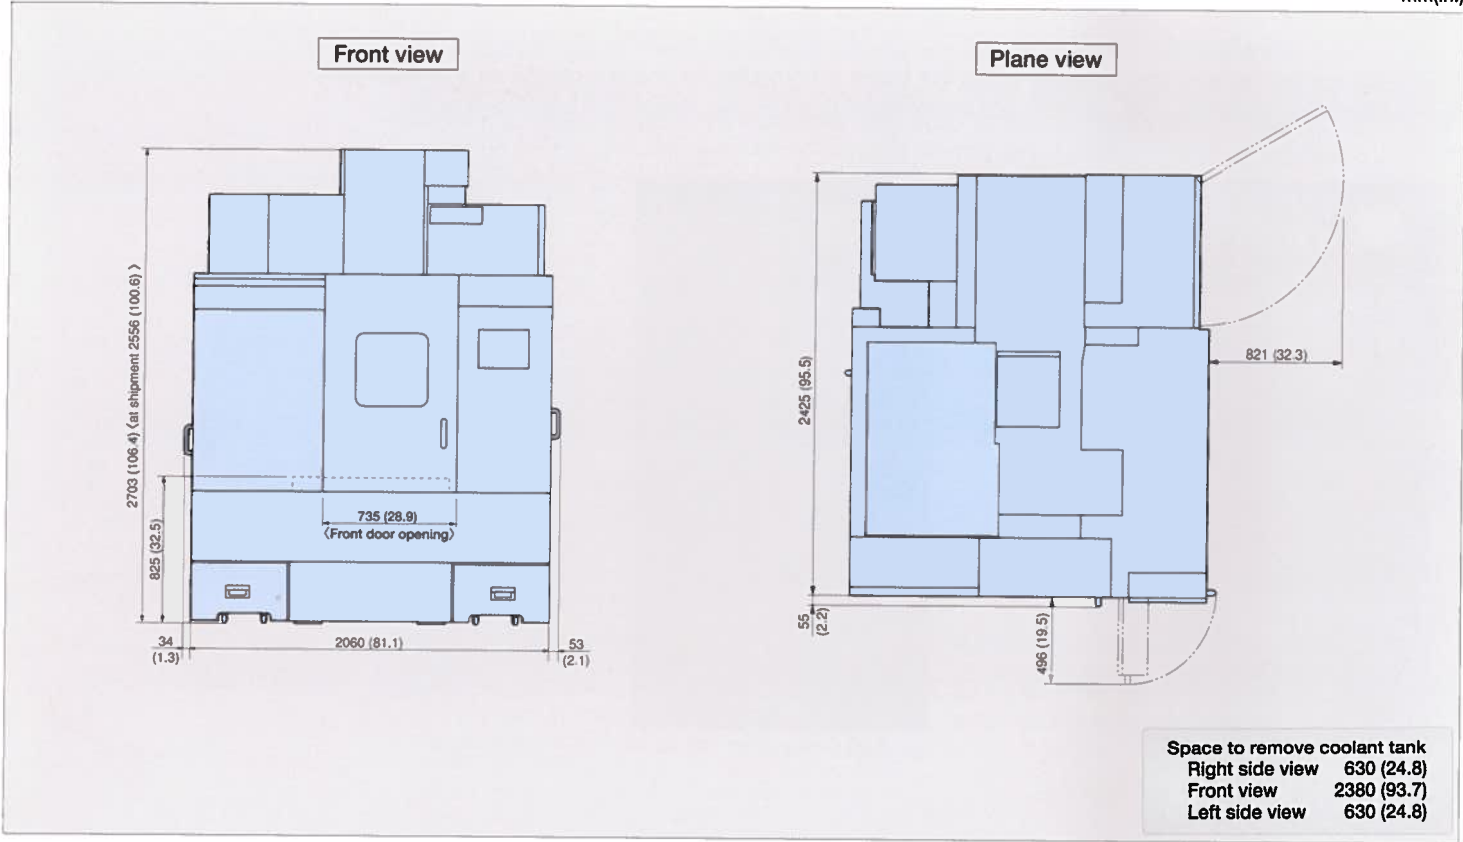 mm(in.)
Front view
Plane view
2703 (106.4)〈at shipment 2556 (100.6) 〉
825 (32.5)
735 (28.9)
〈Front door opening〉
34
(1.3)
2060 (81.1)
53
(2.1)
2425 (95.5)
821 (32.3)
55
(2.2)
496 (19.5)
Space to remove coolant tank
Right side view 630 (24.8)
Front view 2380 (93.7)
Left side view 630 (24.8)